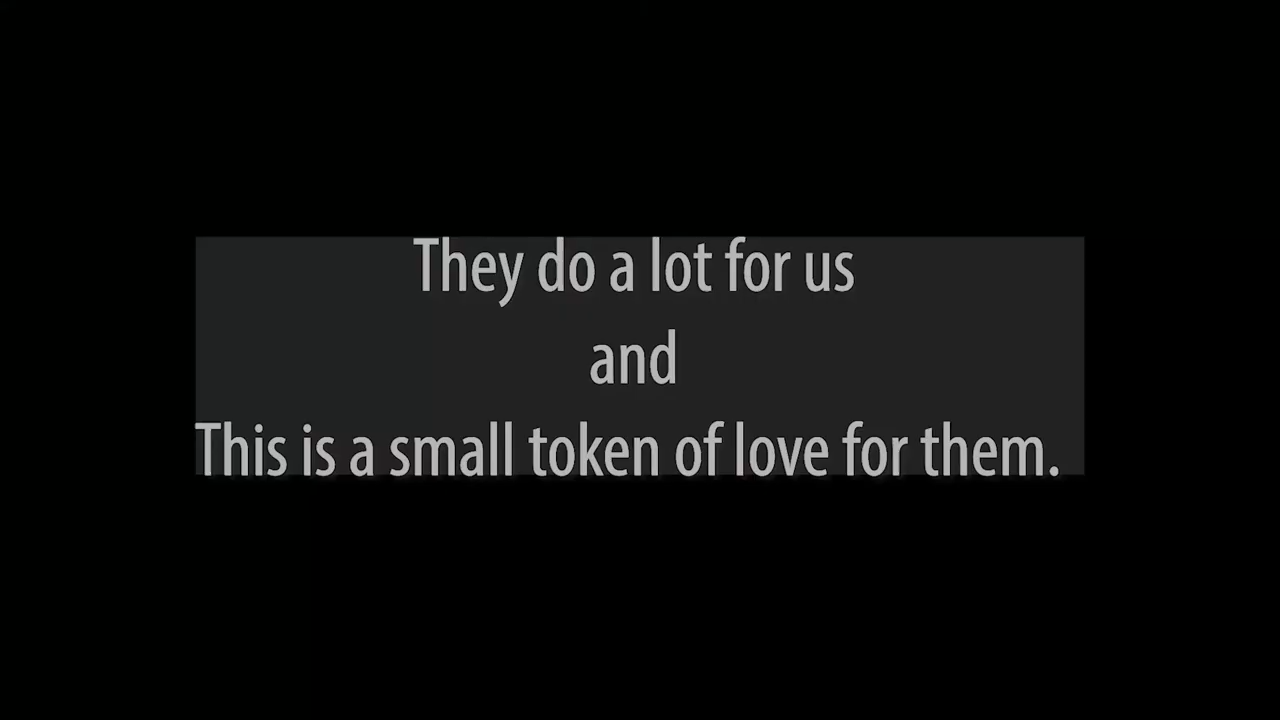 They do a lot for us
and
This is a small token of love for them.